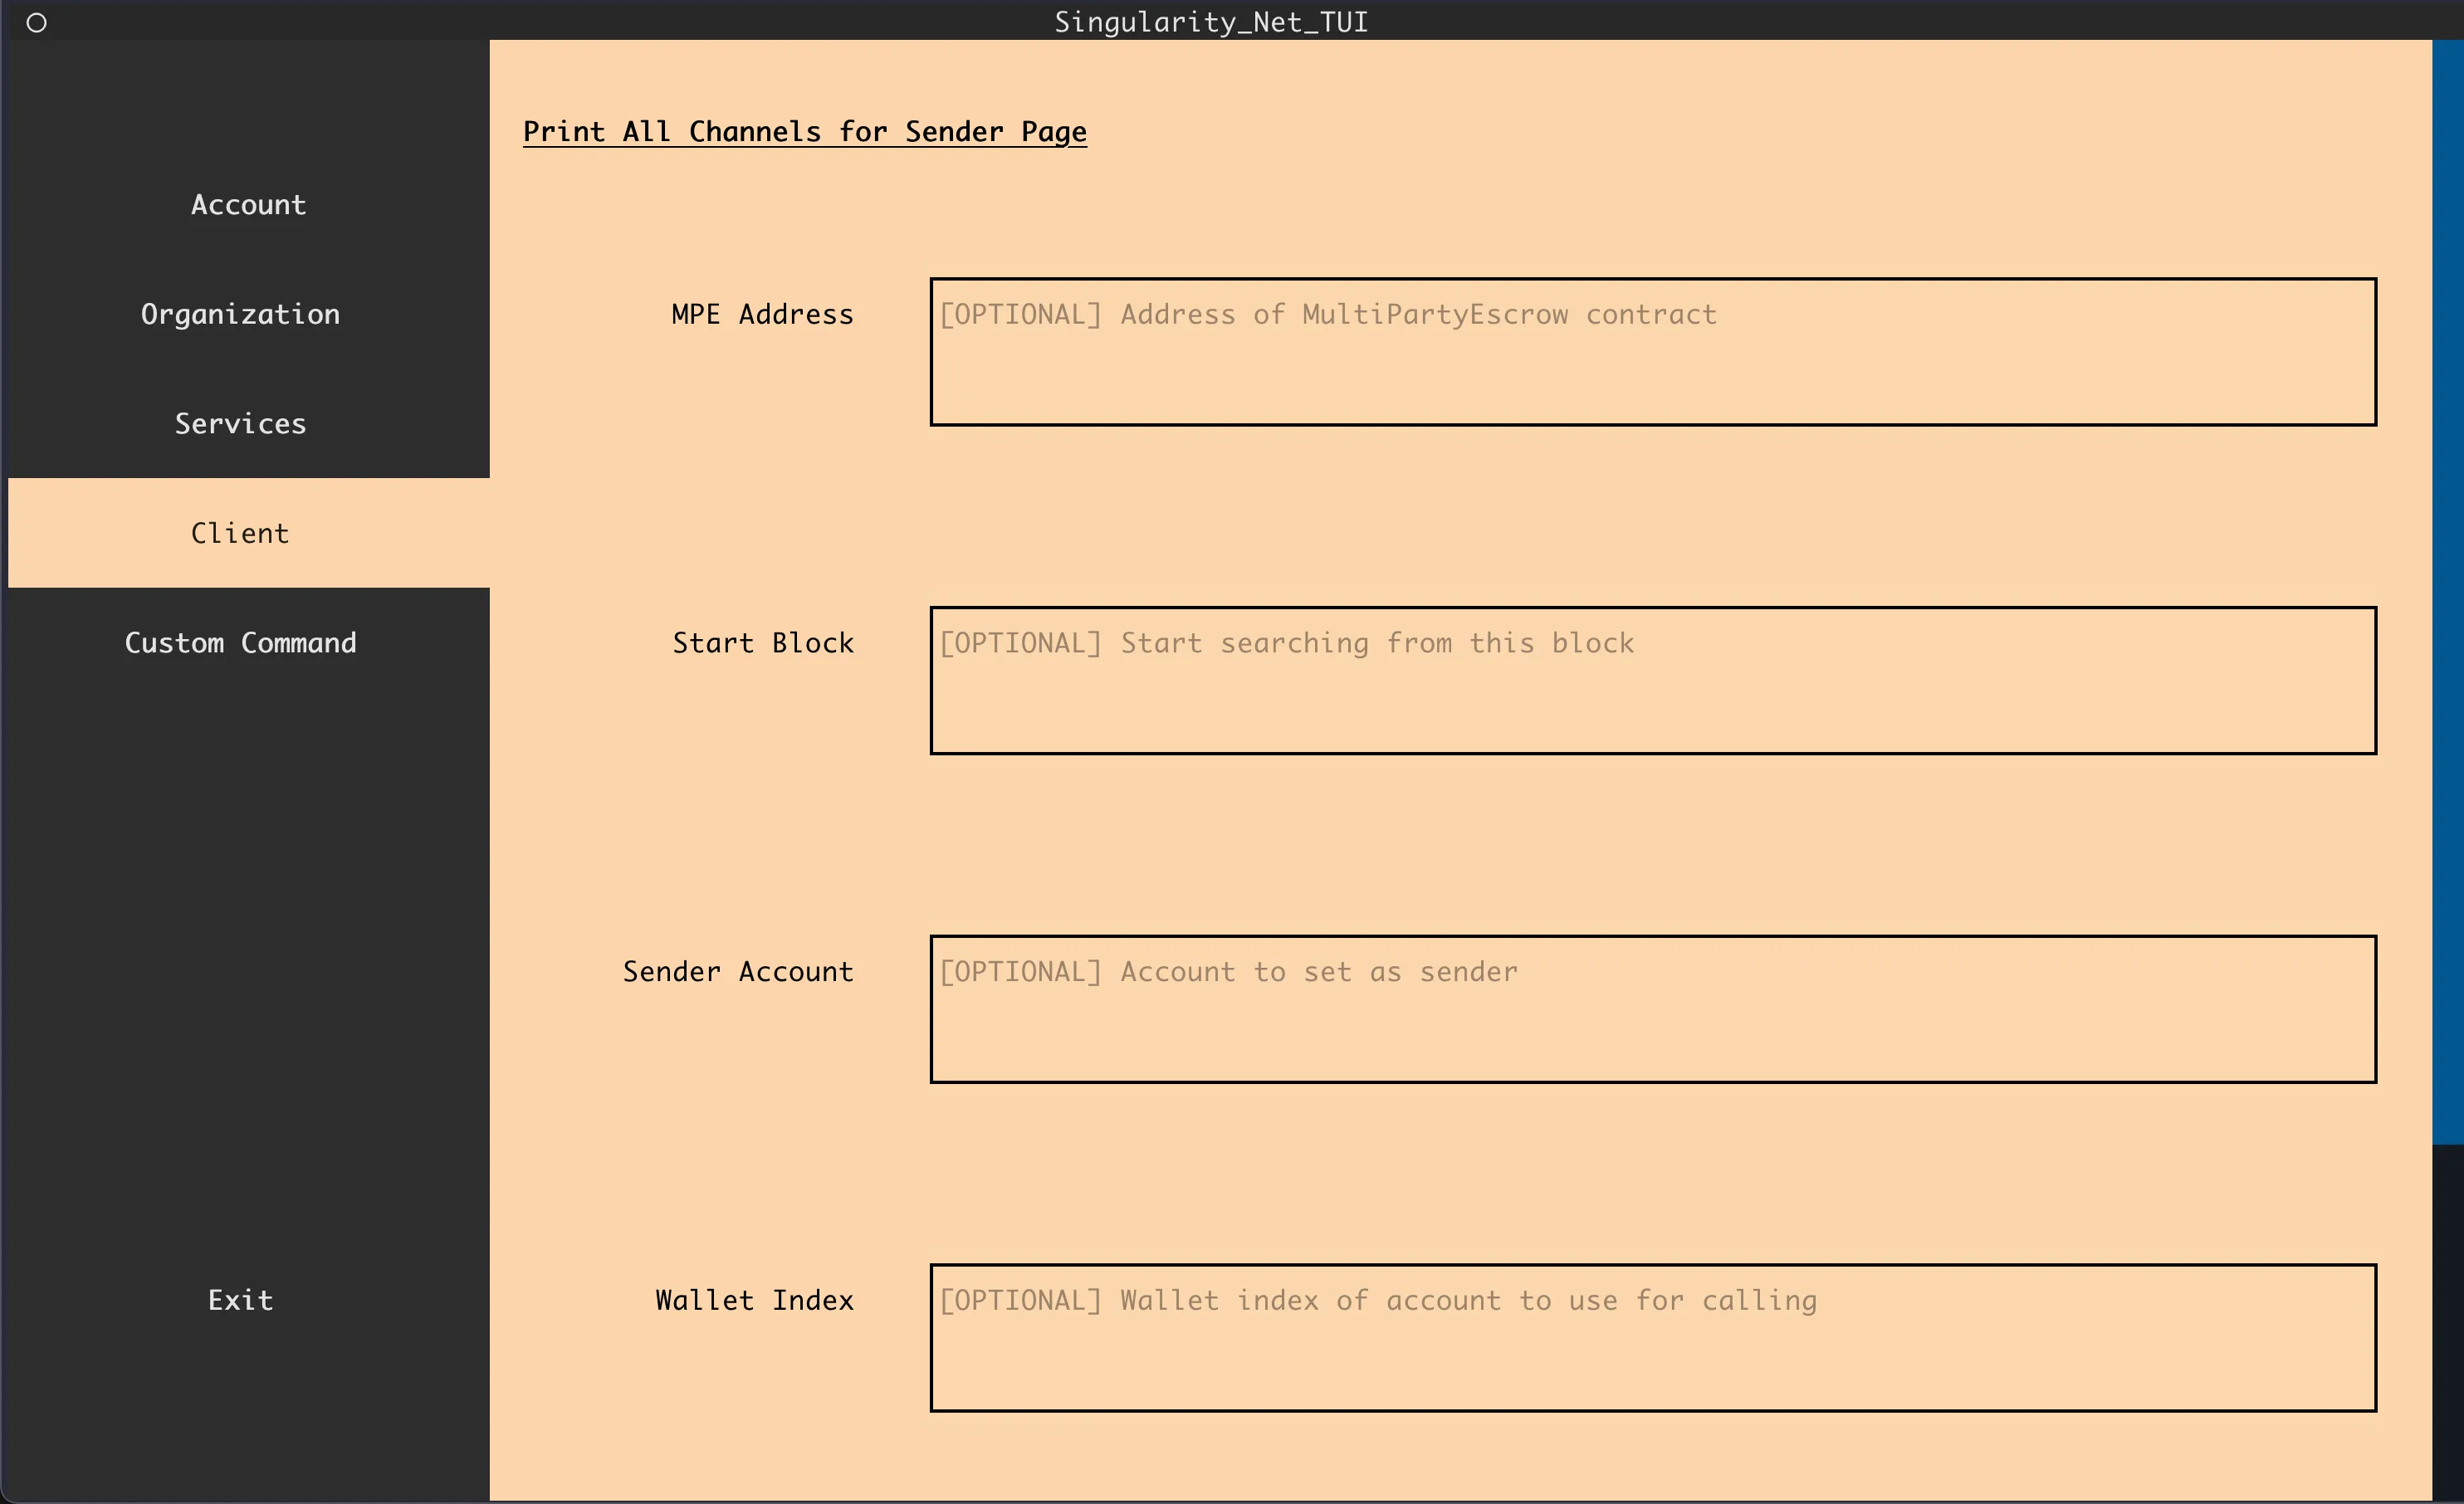 Singularity_Net_TUI
Account
Organization
Services
Client
Custom Command
Exit
Print All Channels for Sender Page
MPE Address
[OPTIONAL] Address of MultiPartyEscrow contract
Start Block
[OPTIONAL] Start searching from this block
Sender Account
[OPTIONAL] Account to set as sender
Wallet Index
[OPTIONAL] Wallet index of account to use for calling